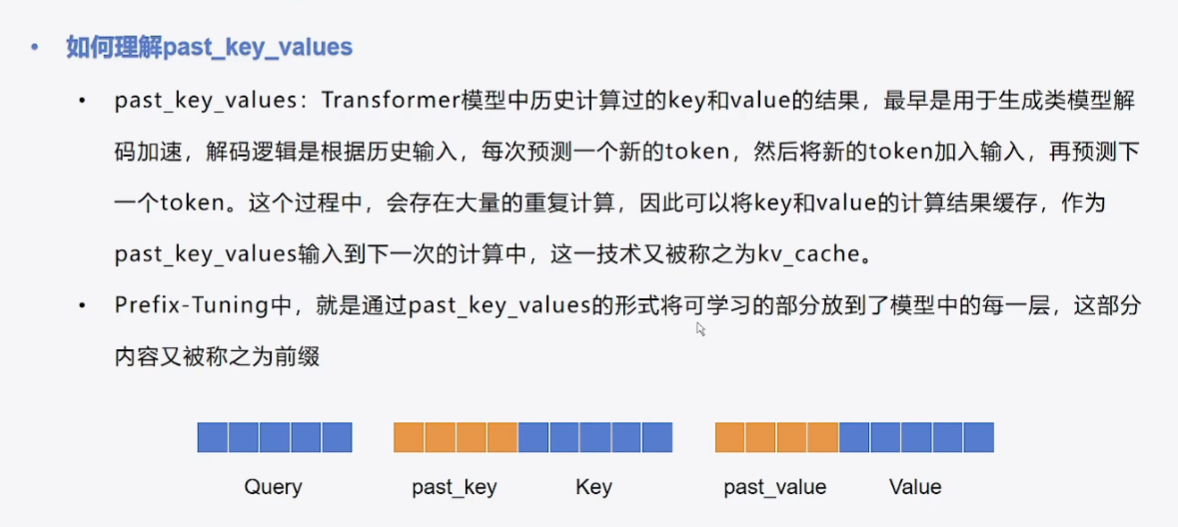 如何理解past_key_values
past_key_values：Transformer模型中历史计算过的key和value的结果，最早是用于生成类模型解
码加速，解码逻辑是根据历史输入，每次预测一个新的token，然后将新的token加入输入，再预测下
一个token。这个过程中，会存在大量的重复计算，因此可以将key和value的计算结果缓存，作为
past_key_values输入到下一次的计算中，这一技术又被称之为kv_cache。
Prefix-Tuning中，就是通过past_key_values的形式将可学习的部分放到了模型中的每一层，这部分
内容又被称之为前缀
Query past_key Key past_value Value